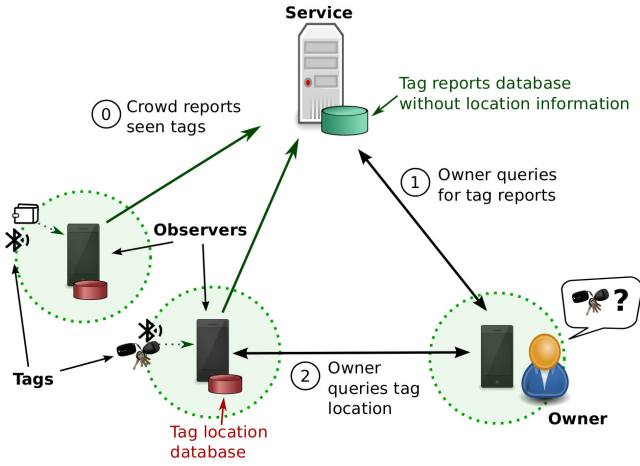 Service
Tag reports database
without location information
0
Crowd reports
seen tags
1
Owner queries
for tag reports
Observers
?
Tags
2
Owner
queries tag
location
Owner
Tag location
database